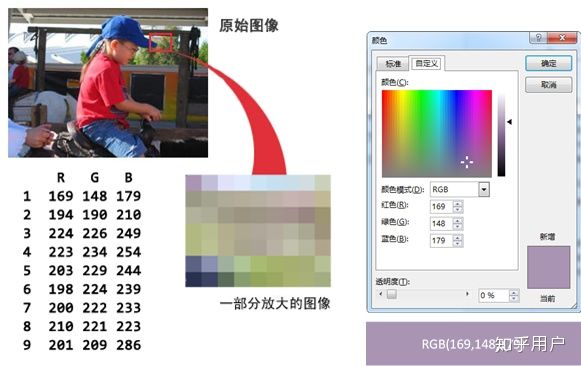 原始图像
R G B
1 169 148 179
2 194 190 210
3 224 226 249
4 223 234 254
5 203 229 244
6 198 224 239
7 200 222 233
8 210 221 223
9 201 209 286
一部分放大的图像
颜色
标准 自定义
确定
取消
颜色(C):
颜色模式(D): RGB
红色(R): 169
绿色(G): 148
蓝色(B): 179
新增
当前
透明度(T):
0 %
RGB(169,148,179)
知乎用户